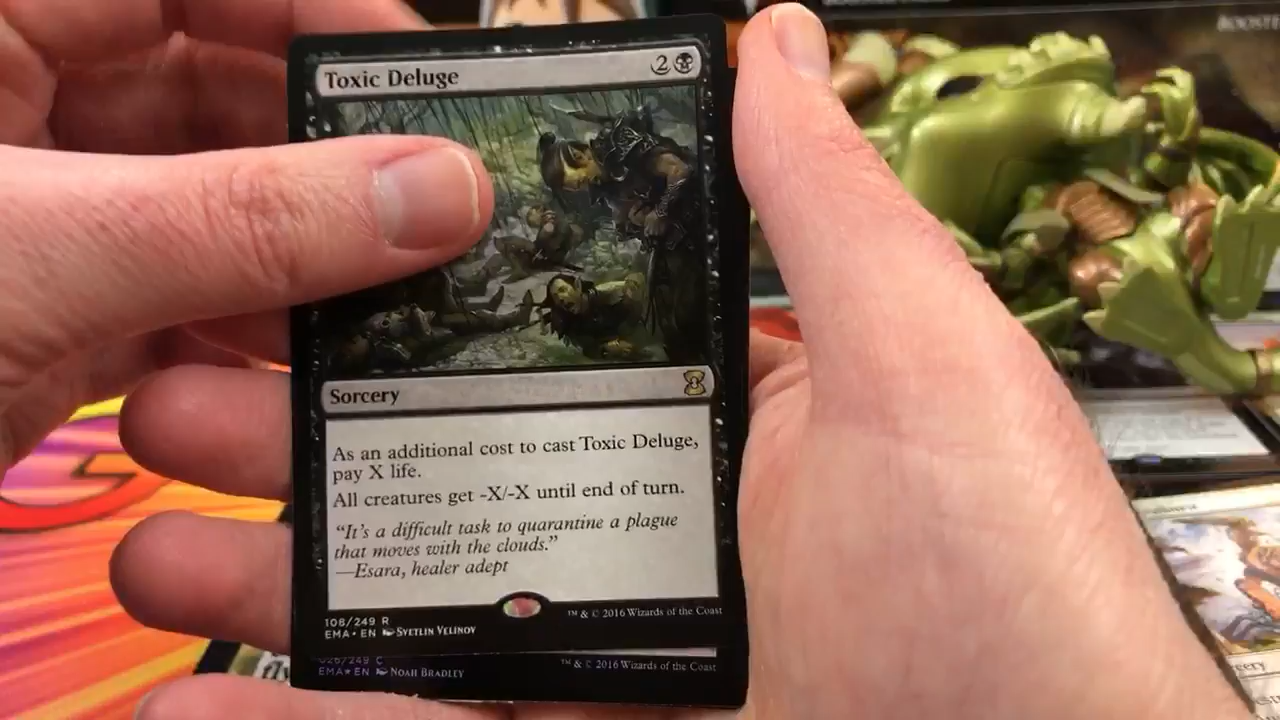 BOOSTER
Toxic Deluge 2
Sorcery
As an additional cost to cast Toxic Deluge,
pay X life.
All creatures get -X/-X until end of turn.
"It's a difficult task to quarantine a plague
that moves with the clouds."
—Esara, healer adept
108/249 R
EMA • EN SVETLIN VELINOV
™ & © 2016 Wizards of the Coast
026/249 C
EMA★EN NOAH BRADLEY
™ & © 2016 Wizards of the Coast